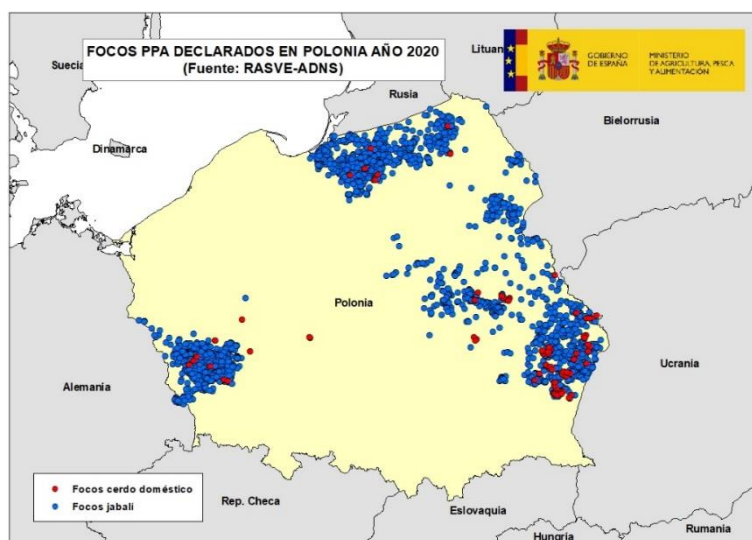 FOCOS PPA DECLARADOS EN POLONIA AÑO 2020
(Fuente: RASVE-ADNS)
GOBIERNO
DE ESPAÑA
MINISTERIO
DE AGRICULTURA, PESCA
Y ALIMENTACIÓN
Suecia
Lituan
Rusia
Bielorrusia
Dinamarca
Polonia
Ucrania
Alemania
Focos cerdo doméstico
Focos jabalí
Rep. Checa
Eslovaquia
Hungría
Rumania